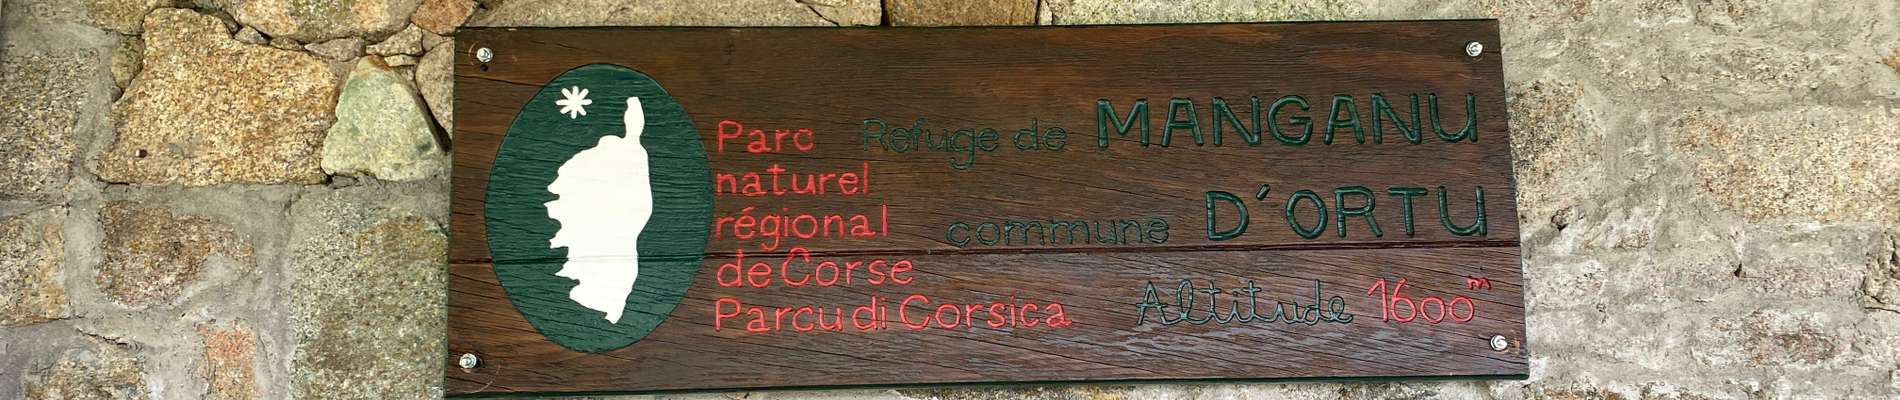 Parc
naturel
régional
de Corse
Parcu di Corsica
Refuge de MANGANU
commune D'ORTU
Altitude 1600m